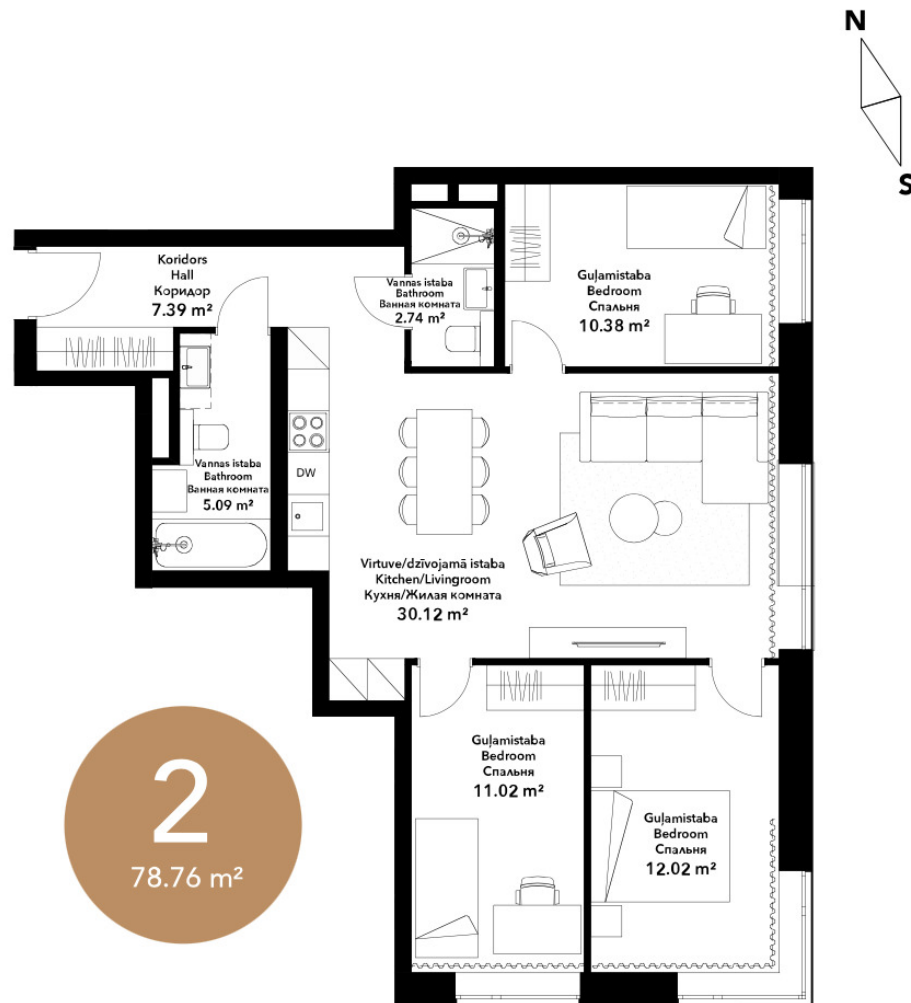 N
S
Koridors
Hall
Коридор
7.39 m²
Vannas istaba
Bathroom
Ванная комната
2.74 m²
Guļamistaba
Bedroom
Спальня
10.38 m²
Vannas istaba
Bathroom
Ванная комната
5.09 m²
DW
Virtuve/dzīvojamā istaba
Kitchen/Livingroom
Кухня/Жилая комната
30.12 m²
Guļamistaba
Bedroom
Спальня
11.02 m²
Guļamistaba
Bedroom
Спальня
12.02 m²
2
78.76 m²